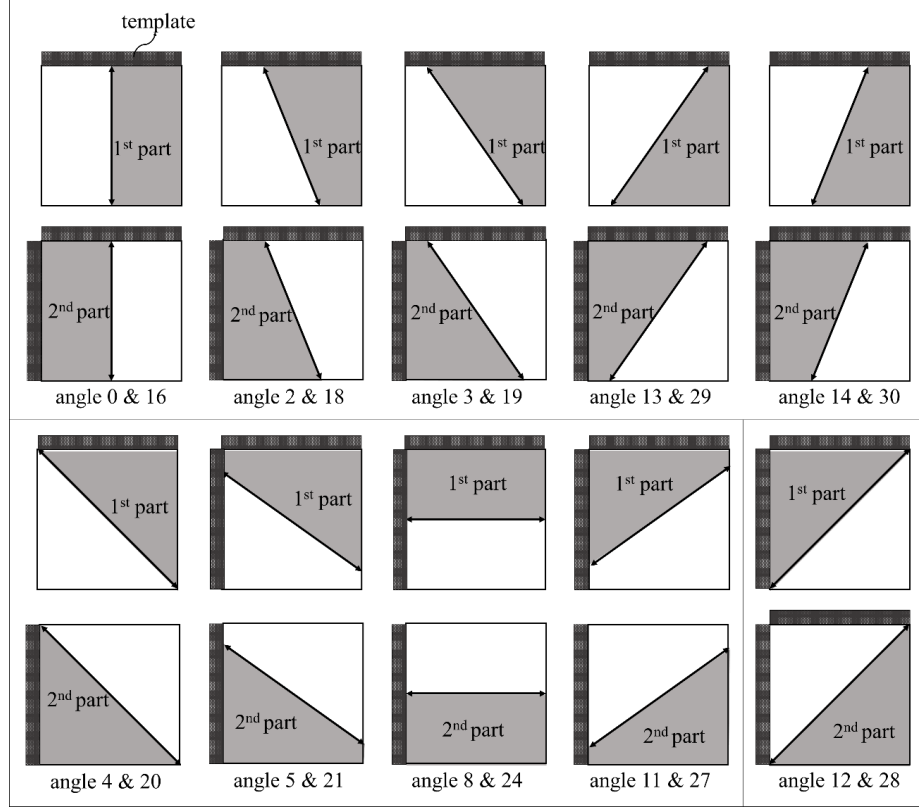 template
1st part
1st part
1st part
1st part
1st part
2nd part
2nd part
2nd part
2nd part
2nd part
angle 0 & 16
angle 2 & 18
angle 3 & 19
angle 13 & 29
angle 14 & 30
1st part
1st part
1st part
1st part
1st part
2nd part
2nd part
2nd part
2nd part
2nd part
angle 4 & 20
angle 5 & 21
angle 8 & 24
angle 11 & 27
angle 12 & 28